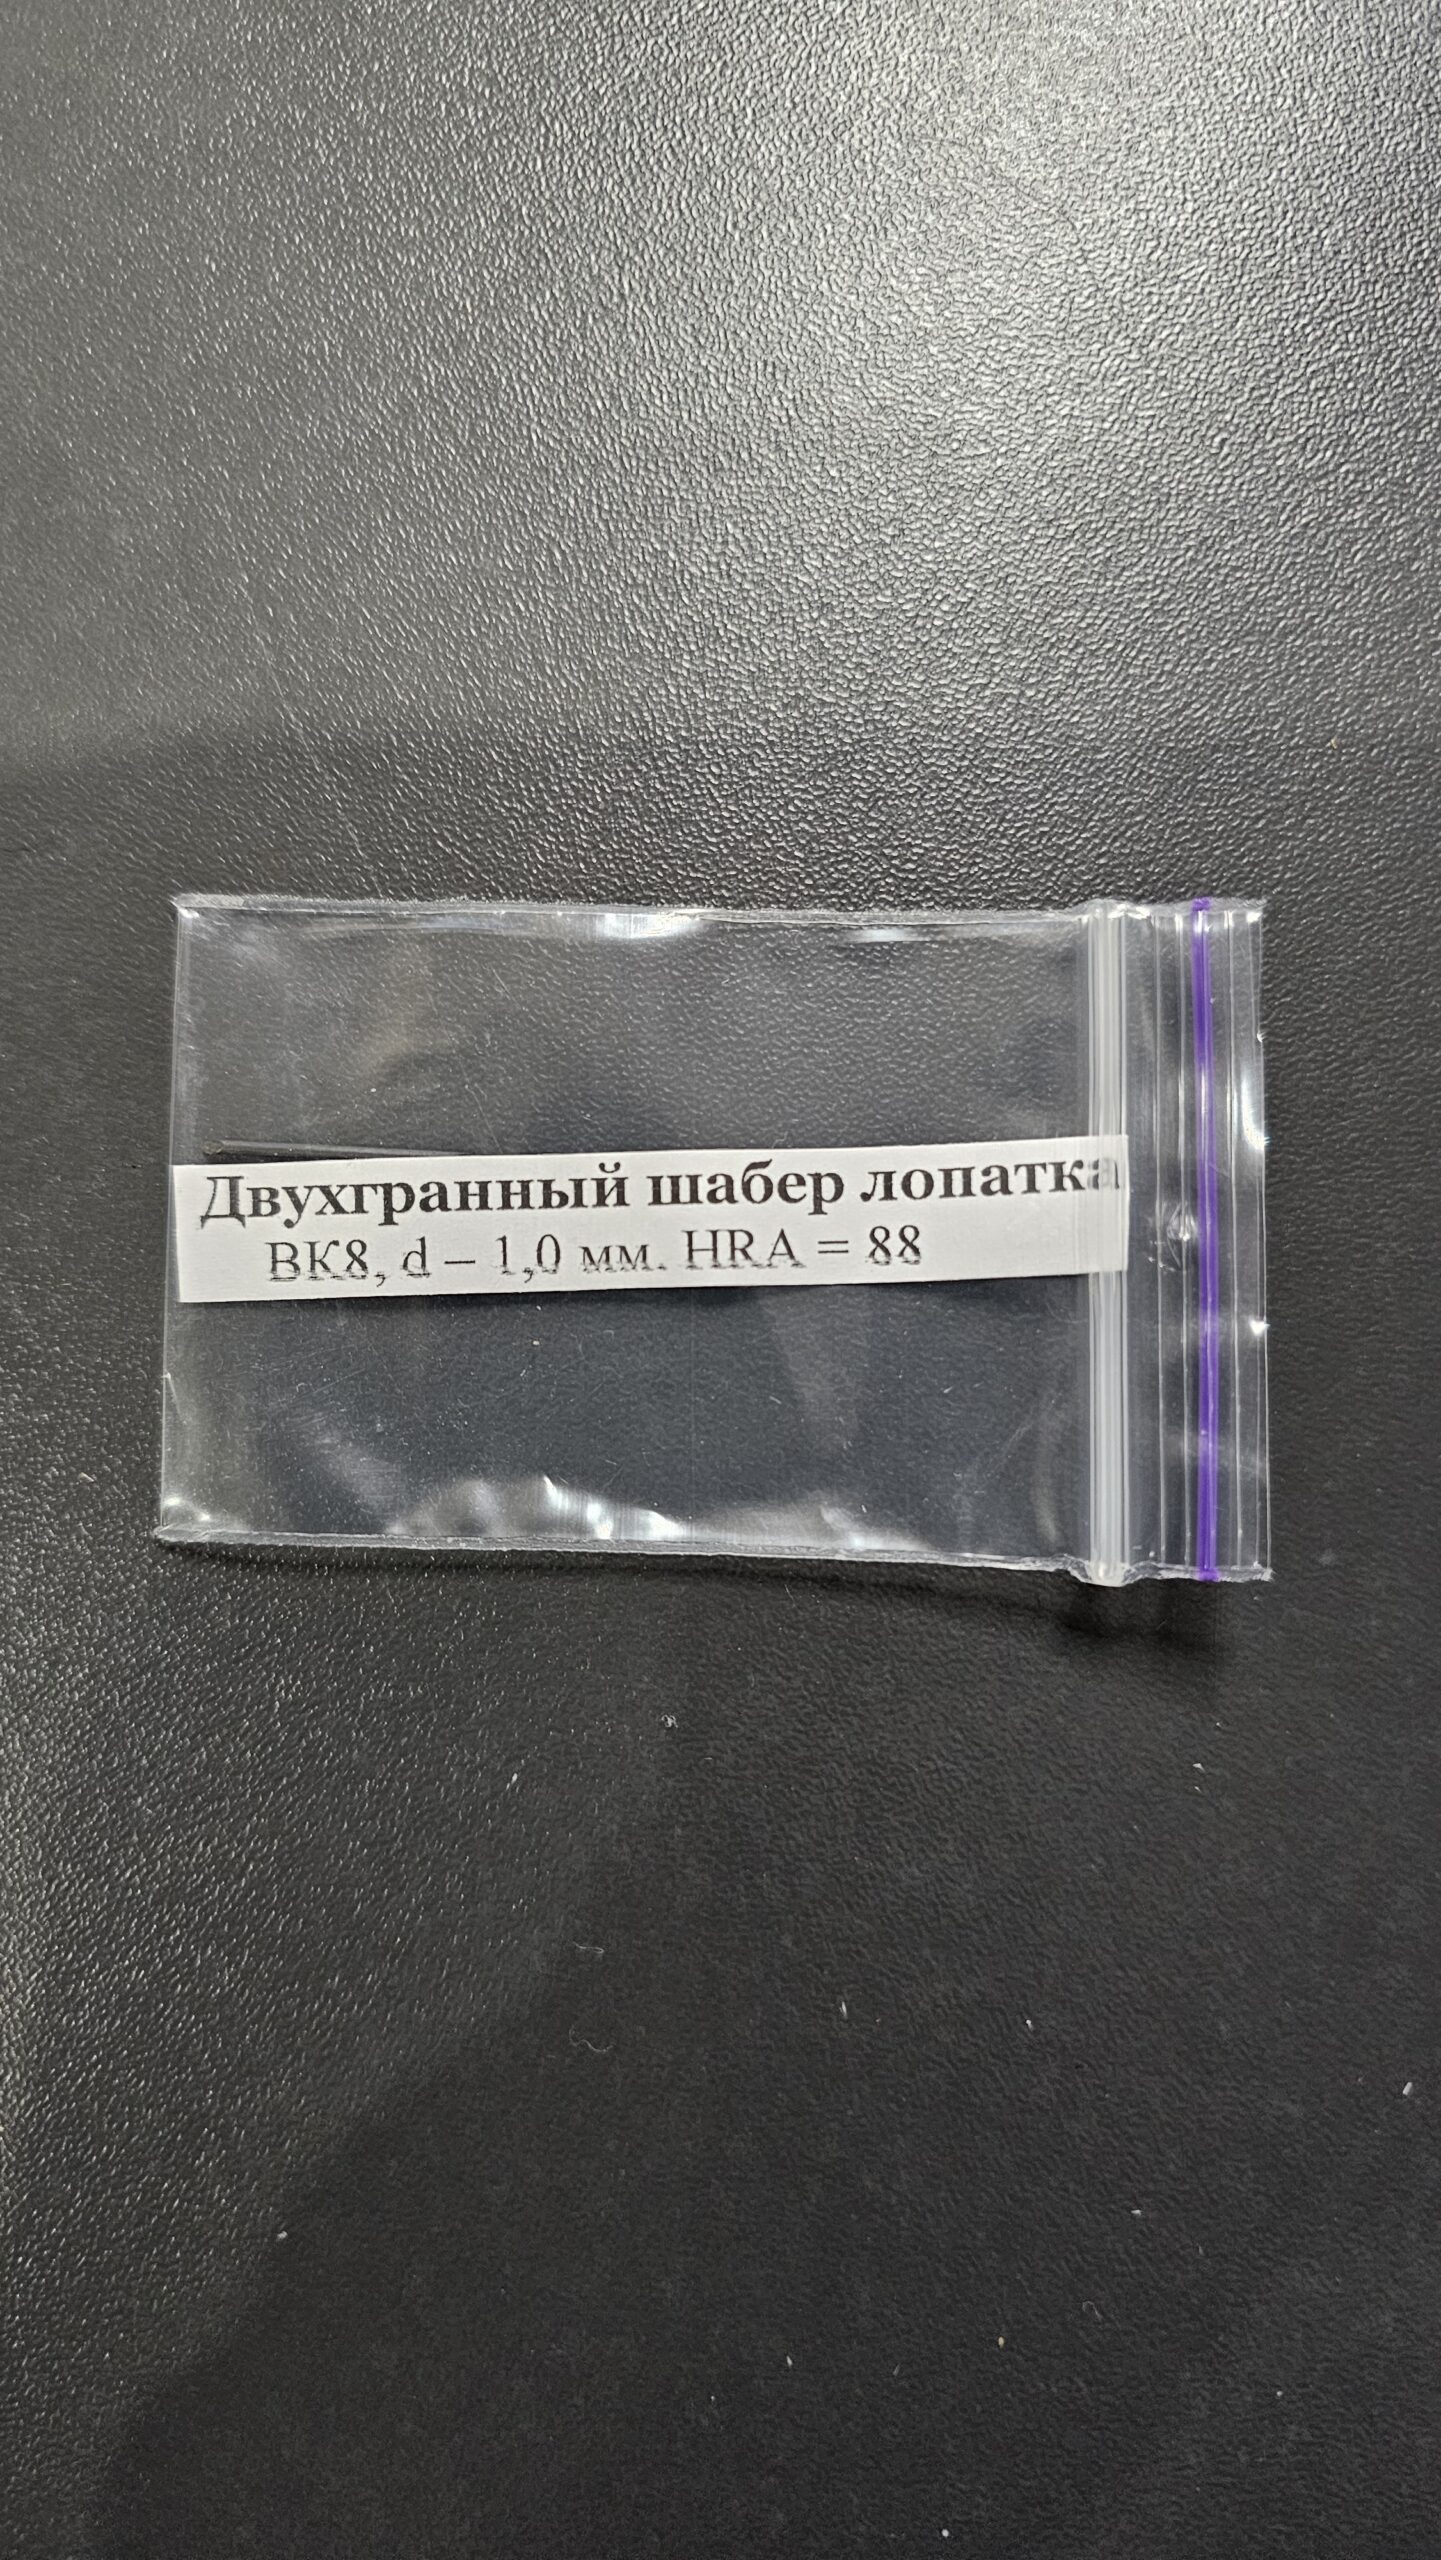 Двухгранный шабер лопатка
ВК8, d – 1,0 мм. HRA = 88